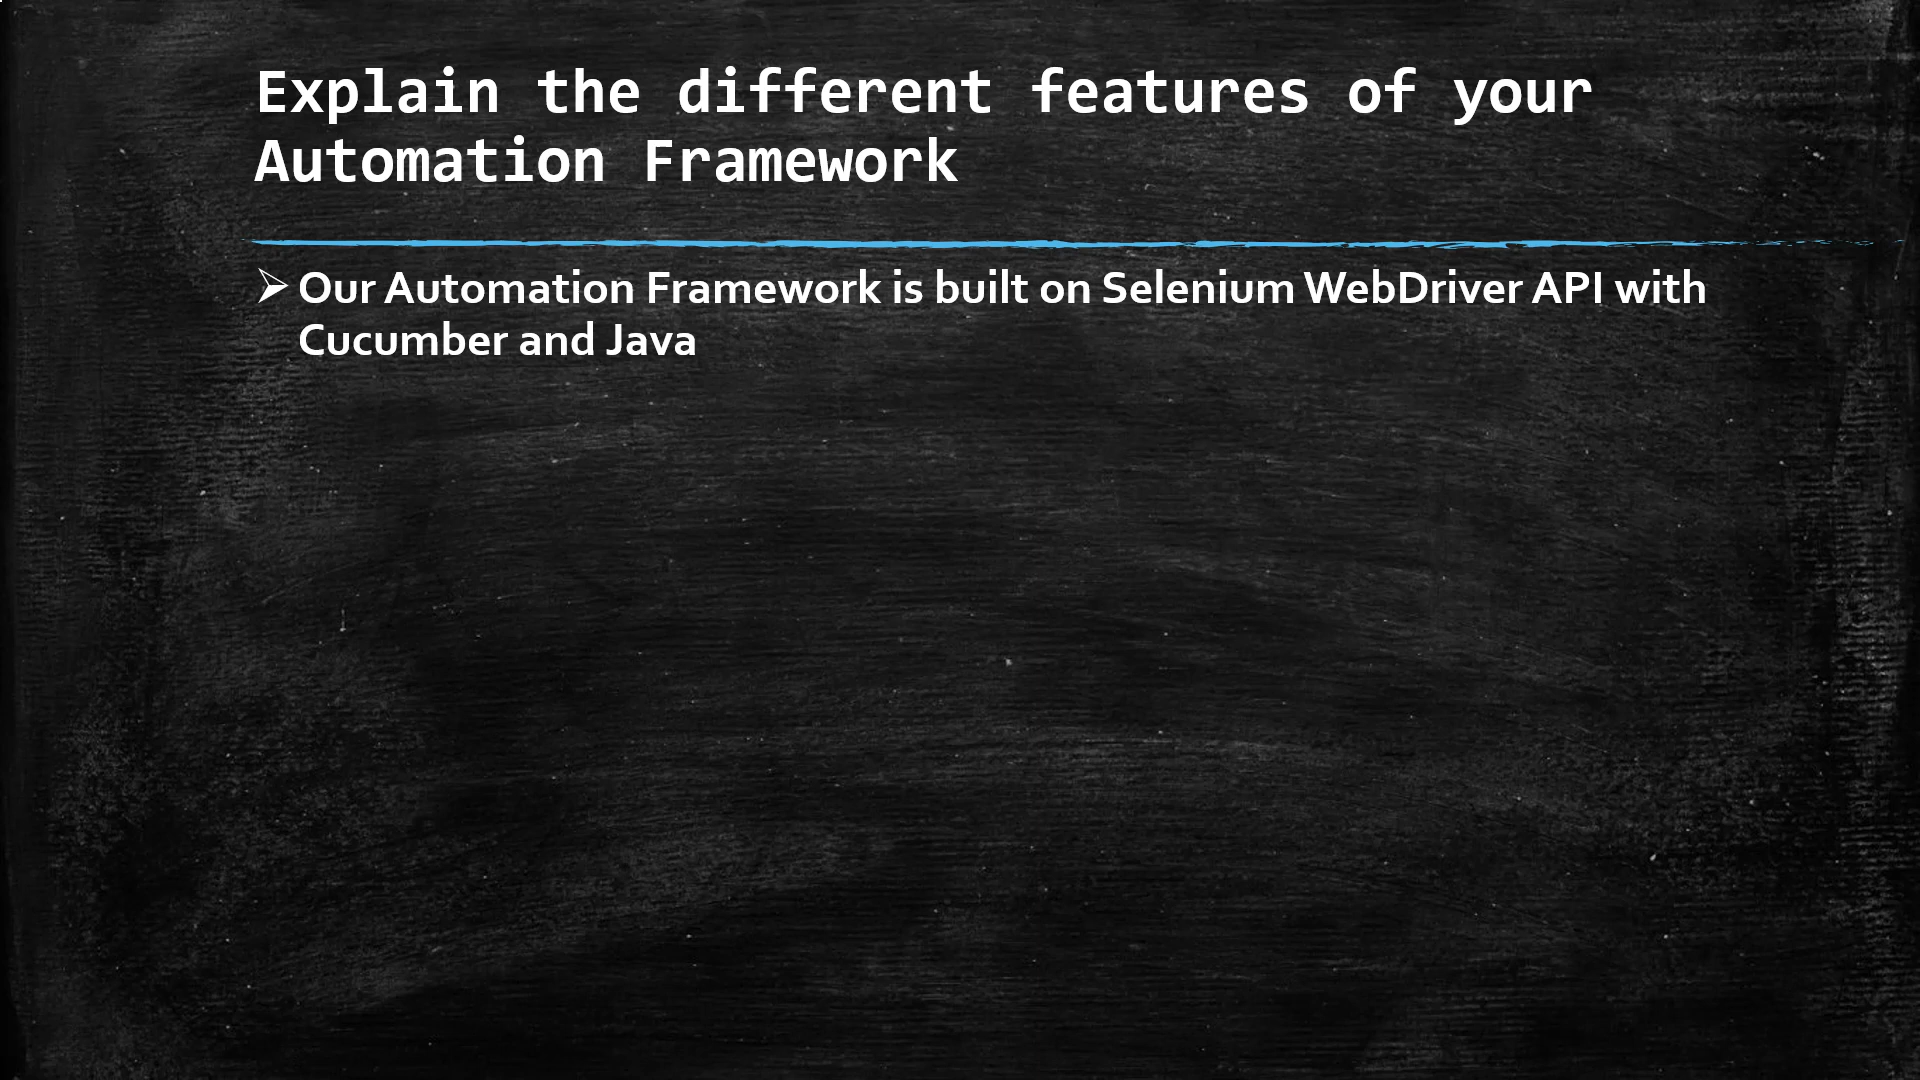 Explain the different features of your
Automation Framework
➢ Our Automation Framework is built on Selenium WebDriver API with
Cucumber and Java